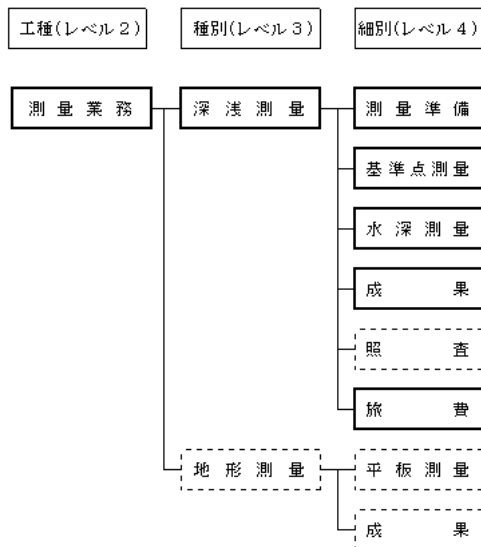 工種(レベル2) 種別(レベル3) 細別(レベル4)
測量業務 深浅測量 測量準備
基準点測量
水深測量
成果
照査
旅費
地形測量 平板測量
成果